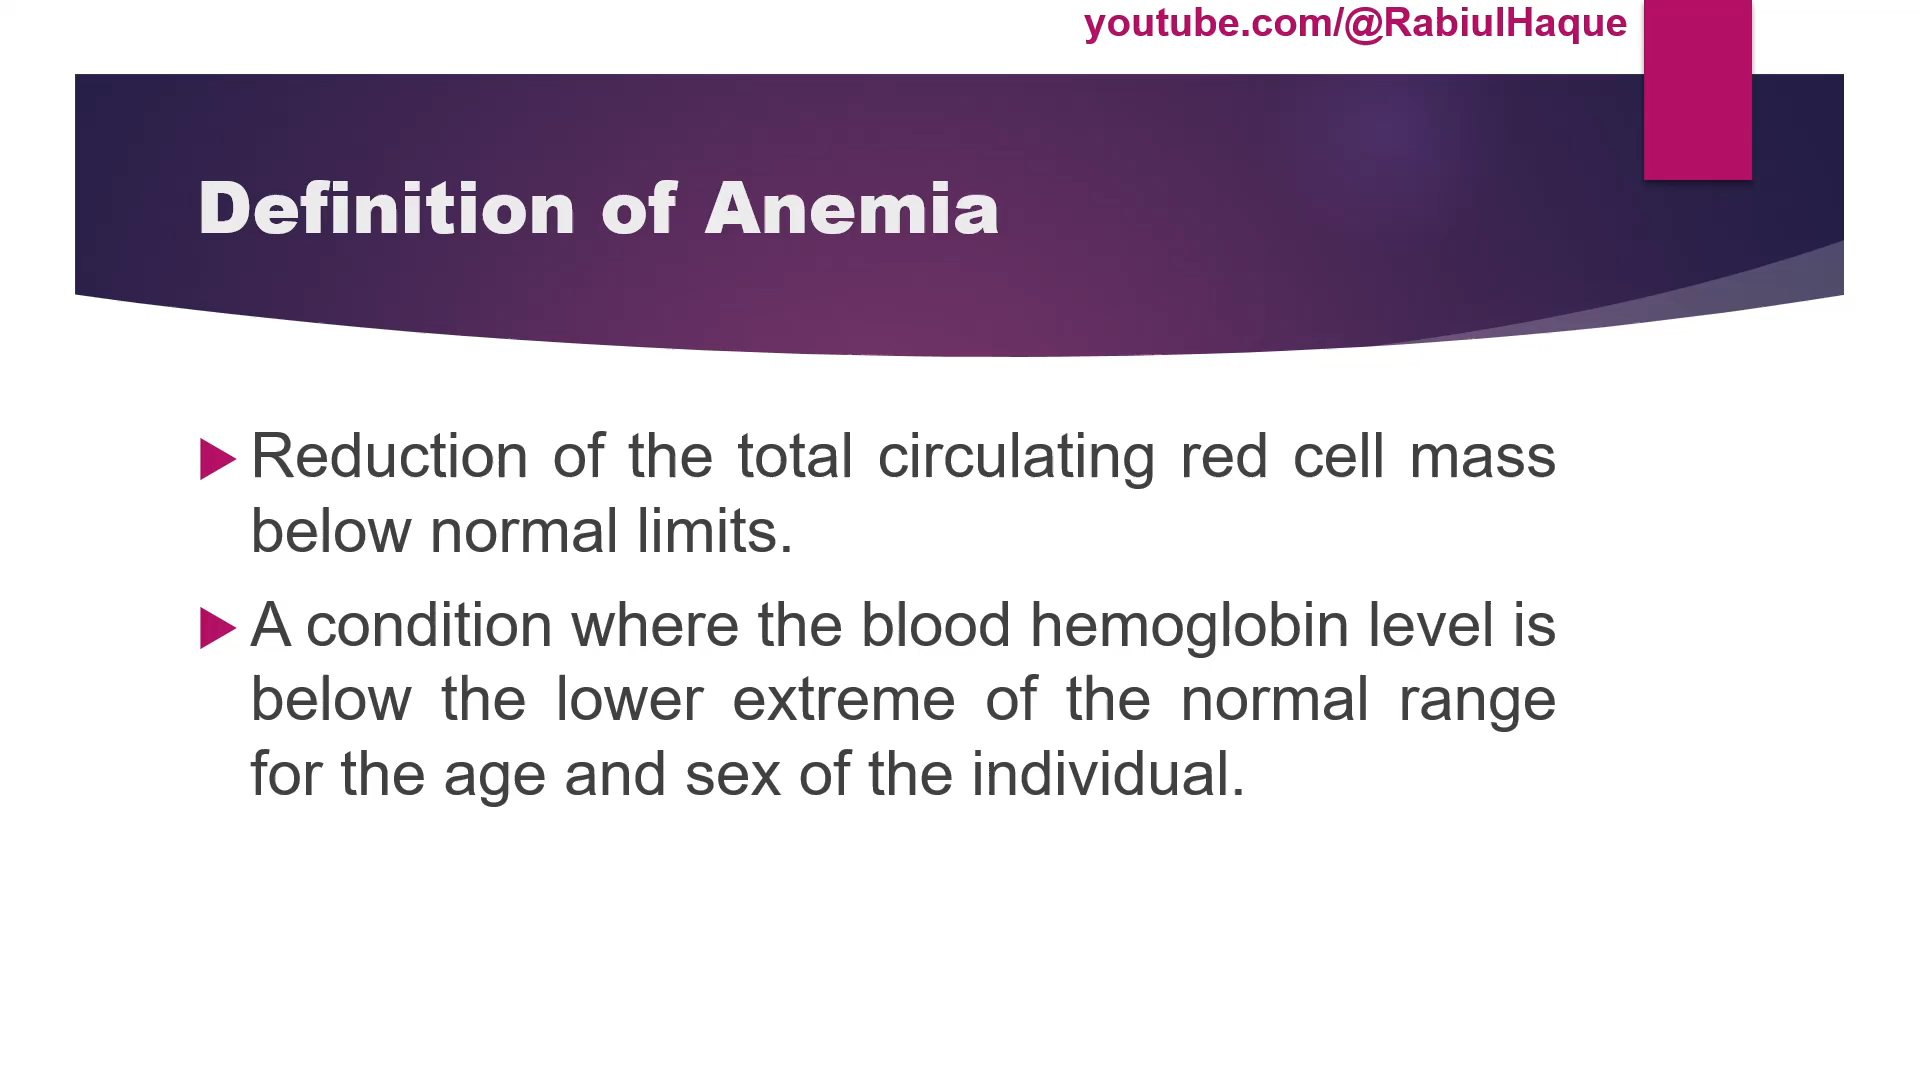 youtube.com/@RabiulHaque
Definition of Anemia
Reduction of the total circulating red cell mass
below normal limits.
A condition where the blood hemoglobin level is
below the lower extreme of the normal range
for the age and sex of the individual.